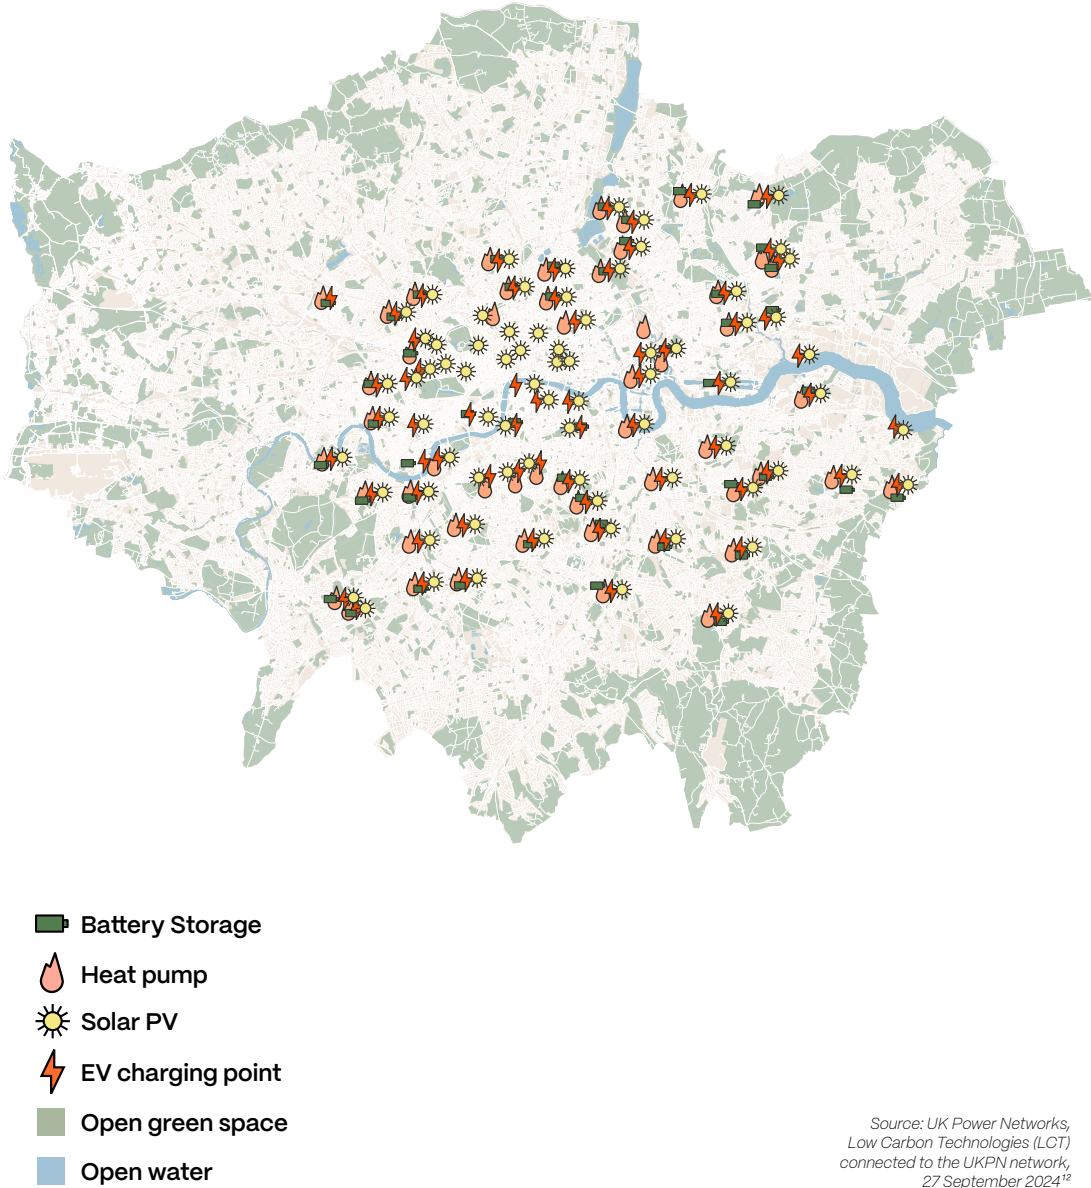 Battery Storage
Heat pump
Solar PV
EV charging point
Open green space
Open water
Source: UK Power Networks,
Low Carbon Technologies (LCT)
connected to the UKPN network,
27 September 2024¹²